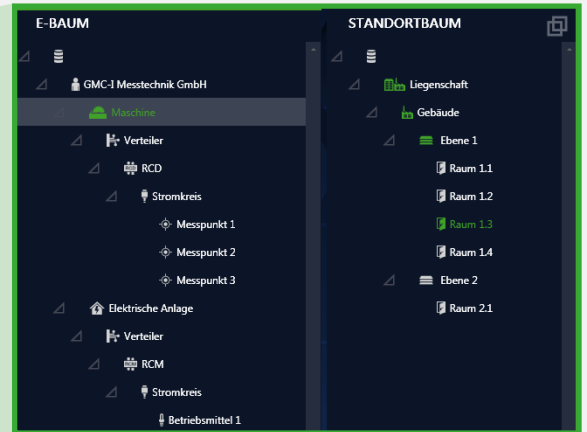 E-BAUM
GMC-I Messtechnik GmbH
Maschine
Verteiler
RCD
Stromkreis
Messpunkt 1
Messpunkt 2
Messpunkt 3
Elektrische Anlage
Verteiler
RCM
Stromkreis
Betriebsmittel 1
STANDORTBAUM
Liegenschaft
Gebäude
Ebene 1
Raum 1.1
Raum 1.2
Raum 1.3
Raum 1.4
Ebene 2
Raum 2.1